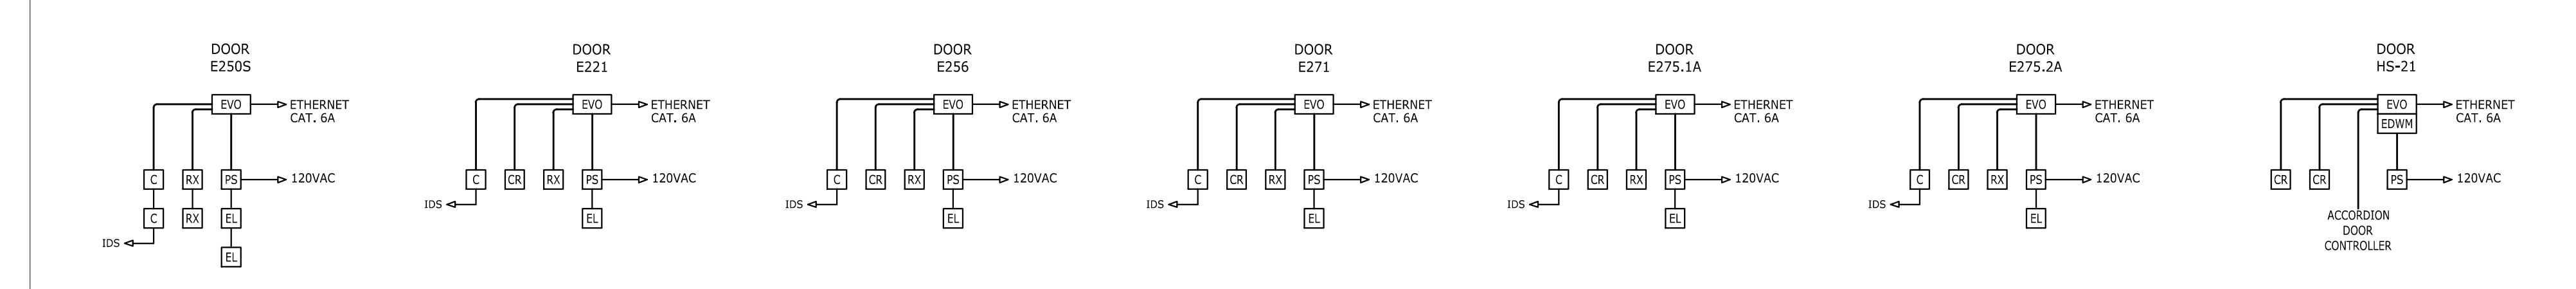 DOOR
E250S
EVO
ETHERNET
CAT. 6A
C
RX
PS
120VAC
C
RX
EL
IDS
EL
DOOR
E221
EVO
ETHERNET
CAT. 6A
C
CR
RX
PS
120VAC
IDS
EL
DOOR
E256
EVO
ETHERNET
CAT. 6A
C
CR
RX
PS
120VAC
IDS
EL
DOOR
E271
EVO
ETHERNET
CAT. 6A
C
CR
RX
PS
120VAC
IDS
EL
DOOR
E275.1A
EVO
ETHERNET
CAT. 6A
C
CR
RX
PS
120VAC
IDS
EL
DOOR
E275.2A
EVO
ETHERNET
CAT. 6A
C
CR
RX
PS
120VAC
IDS
EL
DOOR
HS-21
EVO
ETHERNET
CAT. 6A
EDWM
CR
CR
PS
120VAC
ACCORDION
DOOR
CONTROLLER